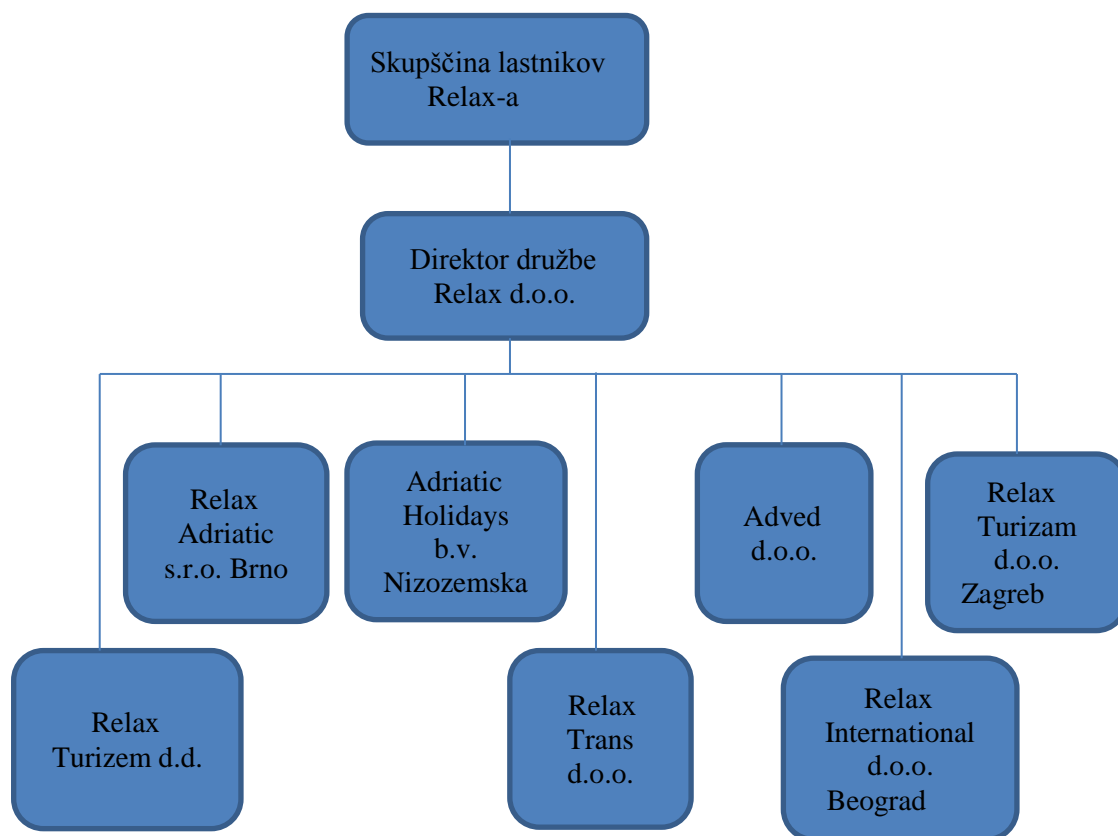 Skupščina lastnikov
Relax-a
Direktor družbe
Relax d.o.o.
Relax
Adriatic
s.r.o. Brno
Adriatic
Holidays
b.v.
Nizozemska
Adved
d.o.o.
Relax
Turizam
d.o.o.
Zagreb
Relax
Turizem d.d.
Relax
Trans
d.o.o.
Relax
International
d.o.o.
Beograd